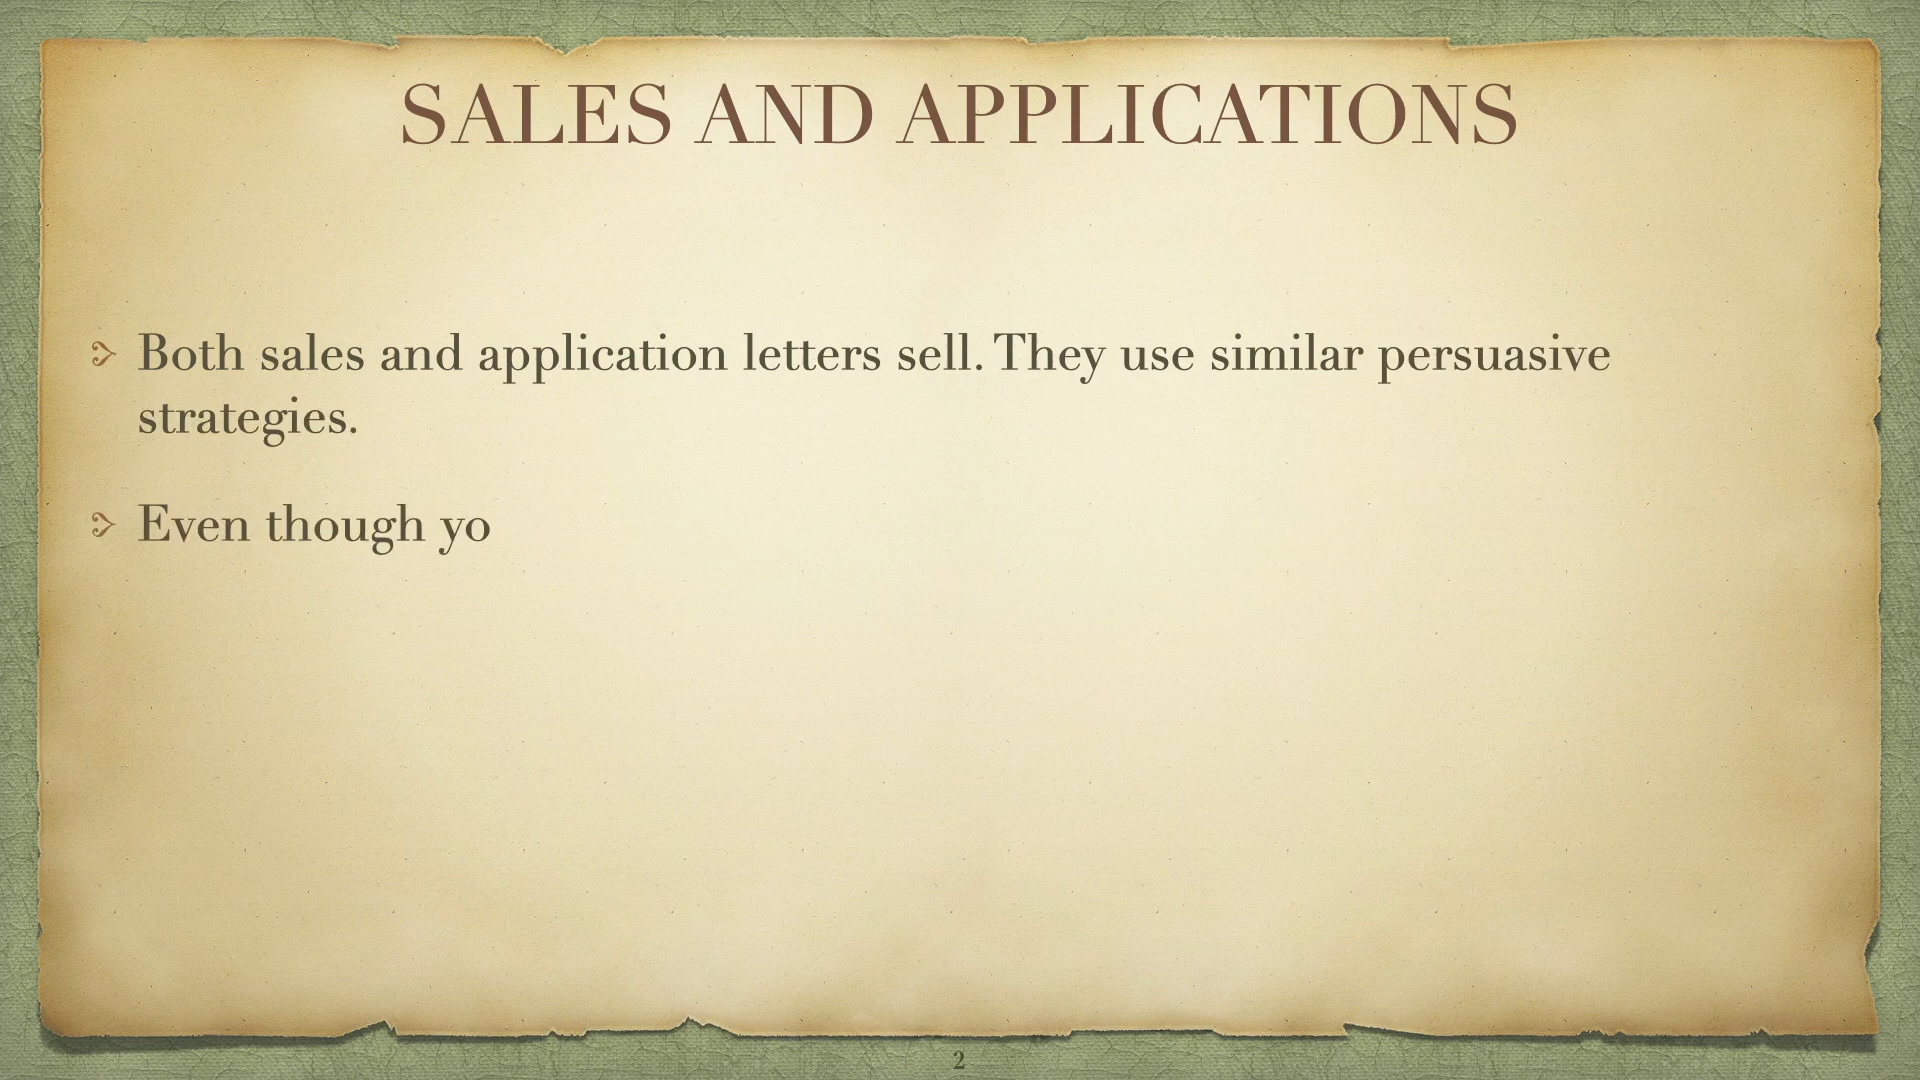 SALES AND APPLICATIONS
Both sales and application letters sell. They use similar persuasive
strategies.
Even though yo
2